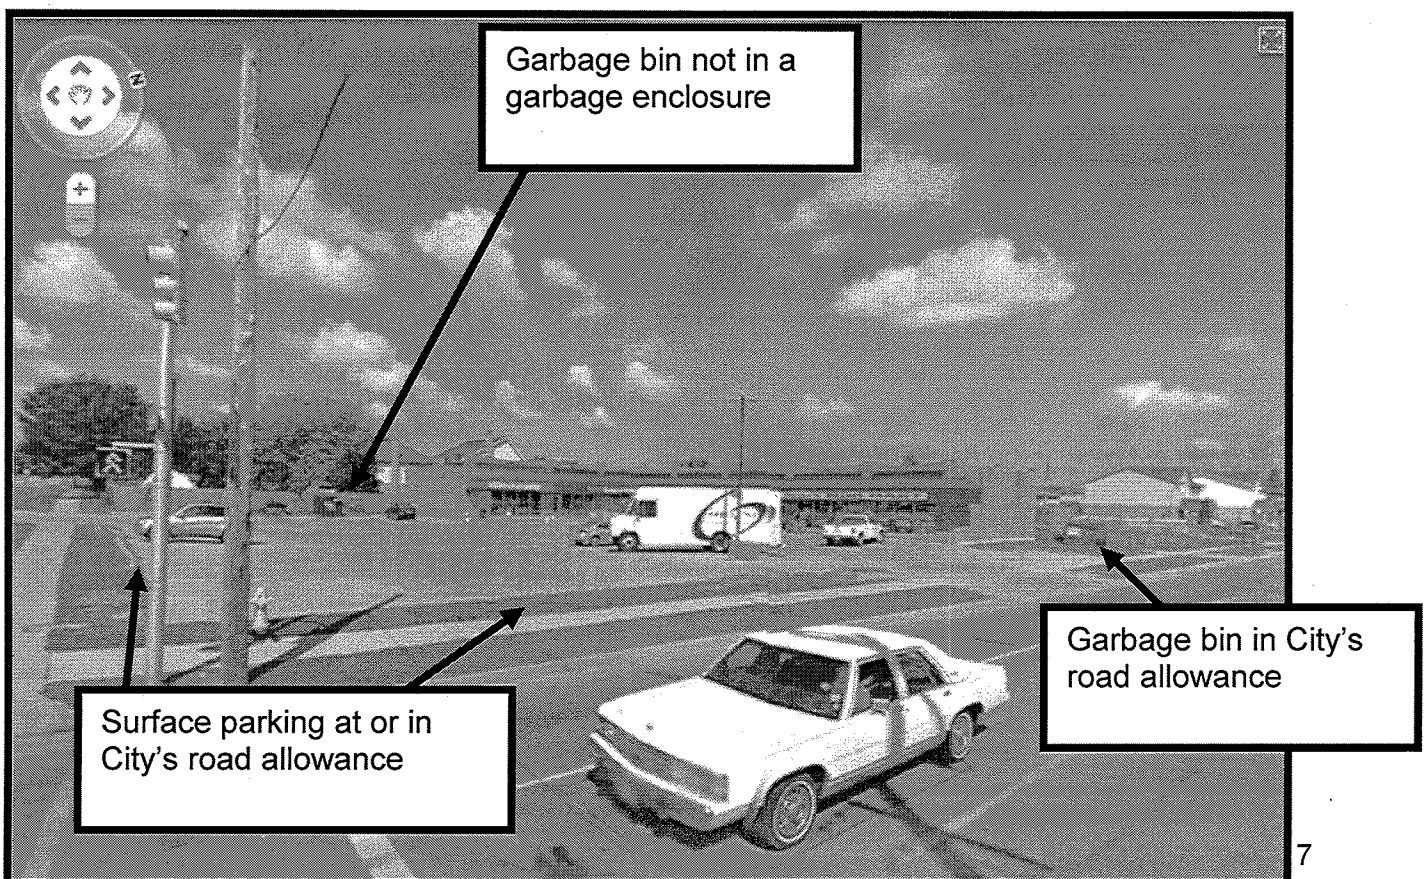 Garbage bin not in a
garbage enclosure
Surface parking at or in
City's road allowance
Garbage bin in City's
road allowance
7
N
+